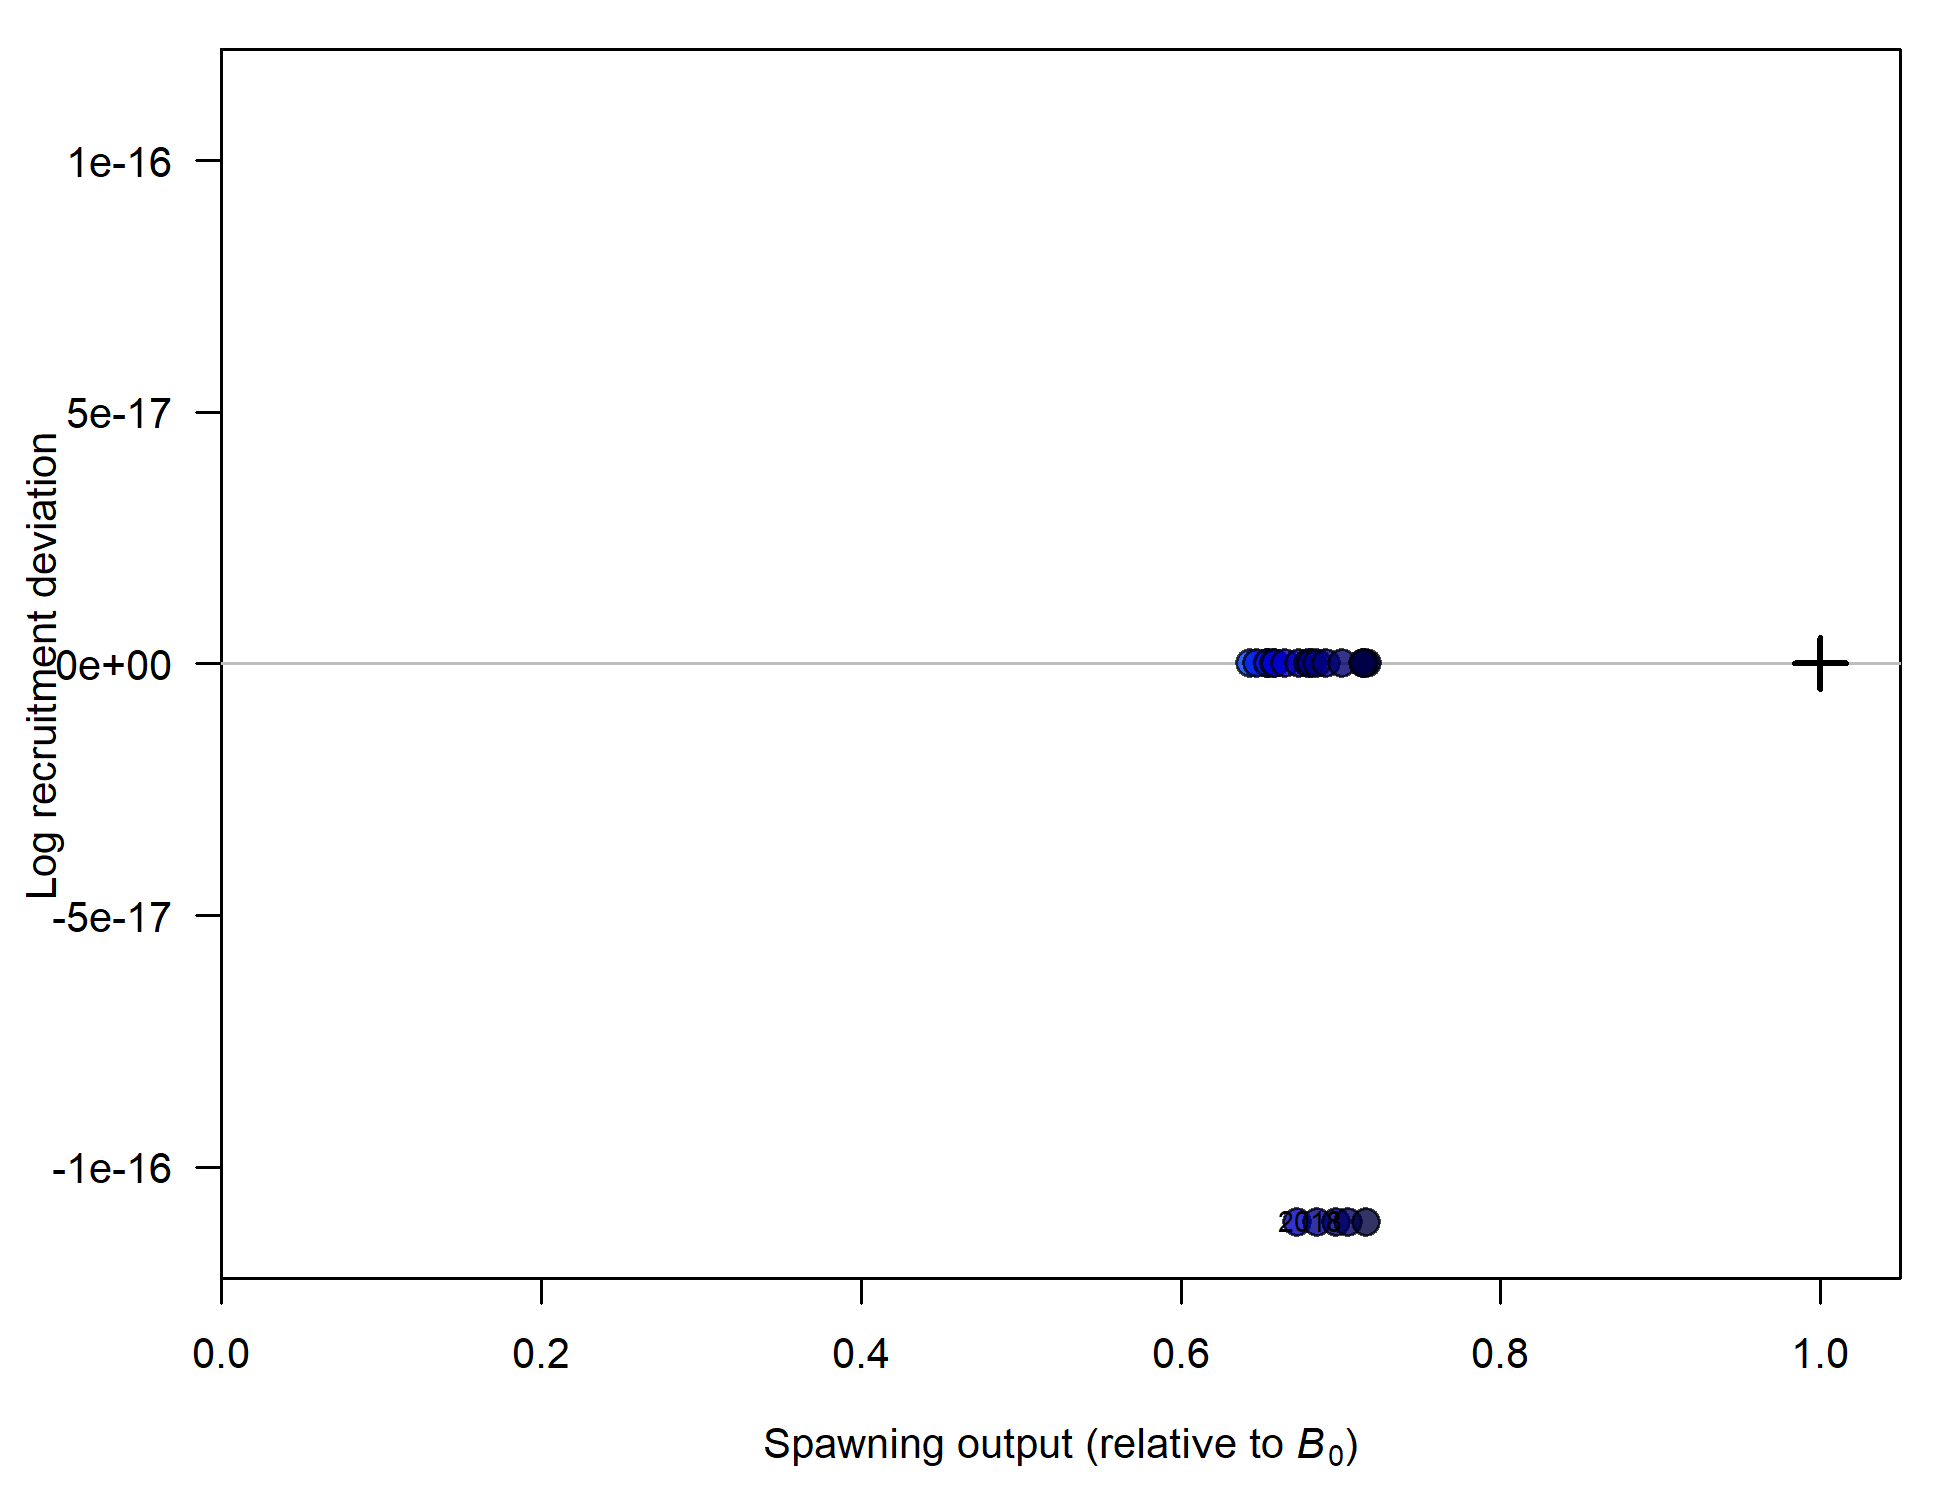 1e-16
5e-17
0e+00
-5e-17
-1e-16
Log recruitment deviation
2018
0.0 0.2 0.4 0.6 0.8 1.0
Spawning output (relative to B0)